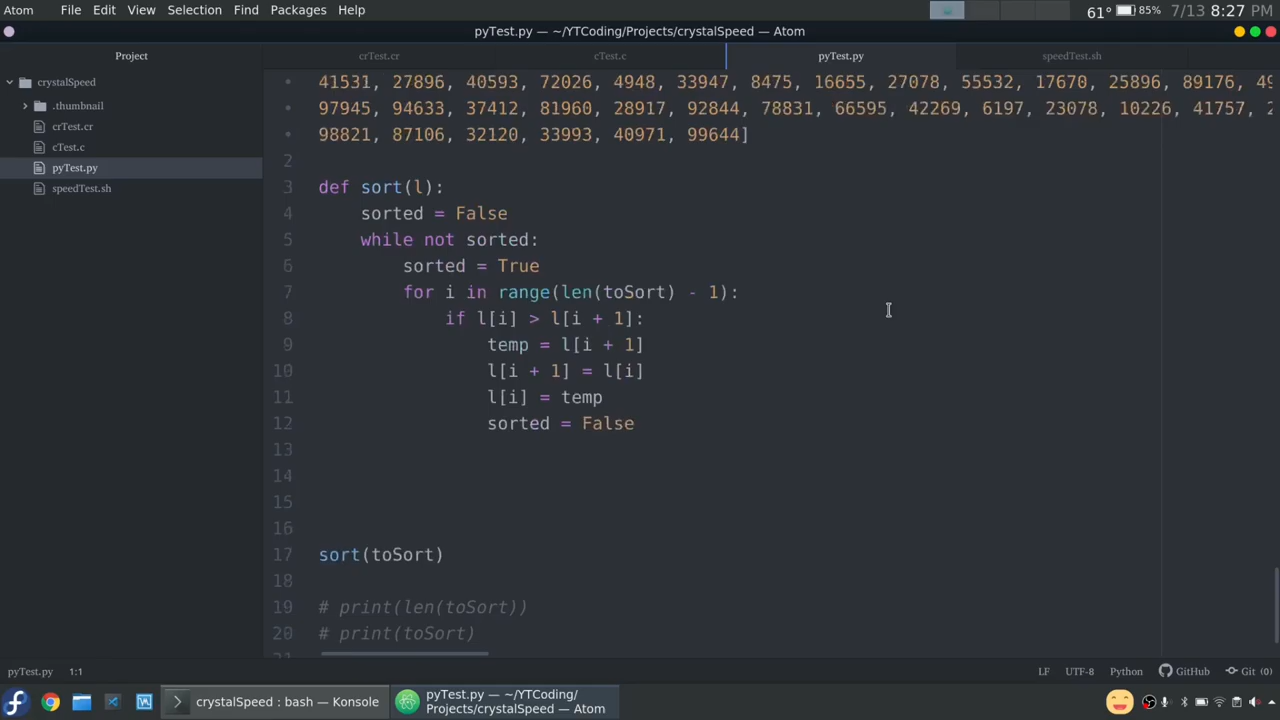 Atom File Edit View Selection Find Packages Help 61° 85% 7/13 8:27 PM
pyTest.py — ~/YTCoding/Projects/crystalSpeed — Atom
Project crTest.cr cTest.c pyTest.py speedTest.sh
crystalSpeed
.thumbnail
crTest.cr
cTest.c
pyTest.py
speedTest.sh
41531, 27896, 40593, 72026, 4948, 33947, 8475, 16655, 27078, 55532, 17670, 25896, 89176,
97945, 94633, 37412, 81960, 28917, 92844, 78831, 66595, 42269, 6197, 23078, 10226, 41757,
98821, 87106, 32120, 33993, 40971, 99644]
2
3 def sort(l):
4     sorted = False
5     while not sorted:
6         sorted = True
7         for i in range(len(toSort) - 1):
8             if l[i] > l[i + 1]:
9                 temp = l[i + 1]
10                 l[i + 1] = l[i]
11                 l[i] = temp
12                 sorted = False
13
14
15
16
17 sort(toSort)
18
19 # print(len(toSort))
20 # print(toSort)
pyTest.py 1:1 LF UTF-8 Python GitHub Git (0)
crystalSpeed : bash — Konsole
pyTest.py — ~/YTCoding/
Projects/crystalSpeed — Atom